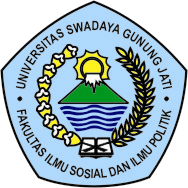 UNIVERSITAS SWADAYA GUNUNG JATI
FAKULTAS ILMU SOSIAL DAN ILMU POLITIK